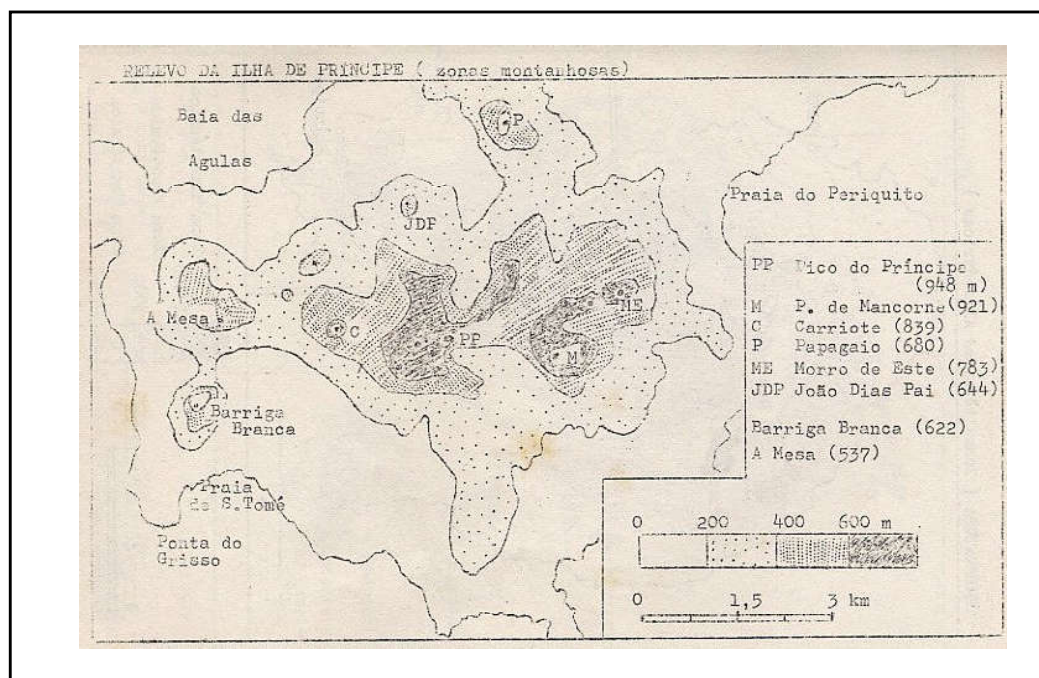 RELEVO DA ILHA DE PRÍNCIPE ( zonas montanhosas)
Baia das
Agulas
P
Praia do Periquito
JDP
A Mesa
C
PP
ME
M
Barriga
Branca
Praia
de S.Tomé
Ponta do
Grisso
PP Pico do Príncipe
(948 m)
M P. de Mancorne(921)
C Carriote (839)
P Papagaio (680)
ME Morro de Este (783)
JDP João Dias Pai (644)
Barriga Branca (622)
A Mesa (537)
0 200 400 600 m
0 1,5 3 km